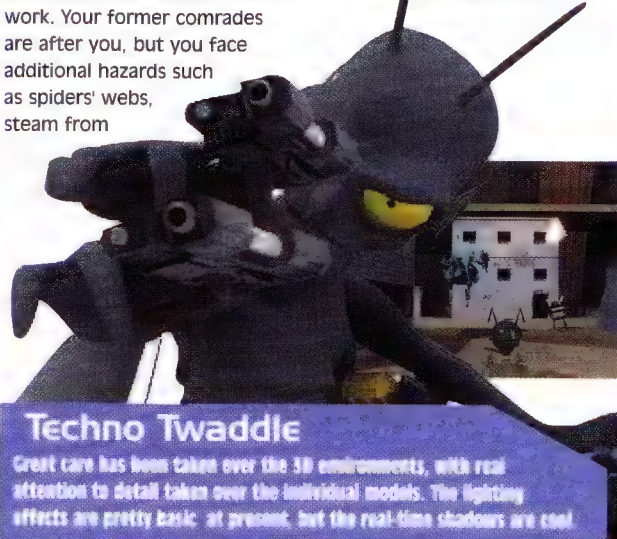 work. Your former comrades
are after you, but you face
additional hazards such
as spiders' webs,
steam from
Techno Twaddle
Great care has been taken over the 3D environments, with real
attention to detail taken over the individual models. The lighting
effects are pretty basic at present, but the real-time shadows are cool.